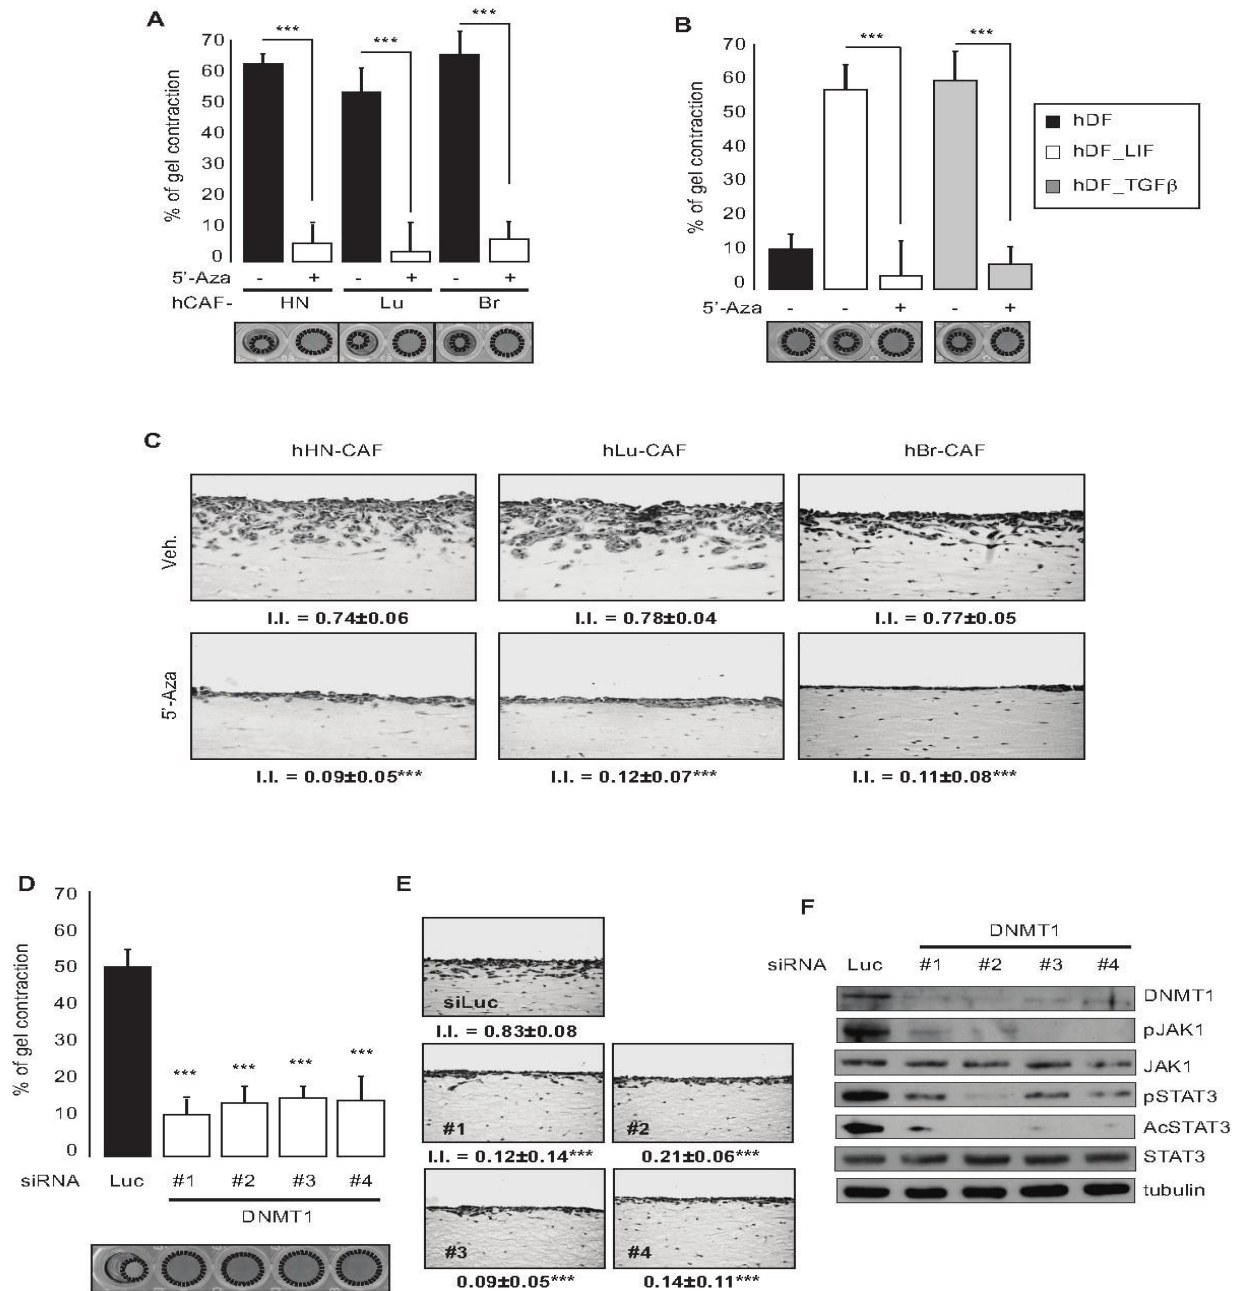 A
% of gel contraction
70
60
50
40
30
20
10
0
***
***
***
5'-Aza - + - + - +
hCAF- HN Lu Br
B
% of gel contraction
70
60
50
40
30
20
10
0
***
***
5'-Aza - - + - +
hDF
hDF_LIF
hDF_TGFβ
C
hHN-CAF hLu-CAF hBr-CAF
Veh.
I.I. = 0.74±0.06 I.I. = 0.78±0.04 I.I. = 0.77±0.05
5'-Aza
I.I. = 0.09±0.05*** I.I. = 0.12±0.07*** I.I. = 0.11±0.08***
D
% of gel contraction
70
60
50
40
30
20
10
0
*** *** *** ***
siRNA Luc #1 #2 #3 #4
DNMT1
E
siLuc
I.I. = 0.83±0.08
#1 #2
I.I. = 0.12±0.14*** 0.21±0.06***
#3 #4
0.09±0.05*** 0.14±0.11***
F
DNMT1
siRNA Luc #1 #2 #3 #4
DNMT1
pJAK1
JAK1
pSTAT3
AcSTAT3
STAT3
tubulin